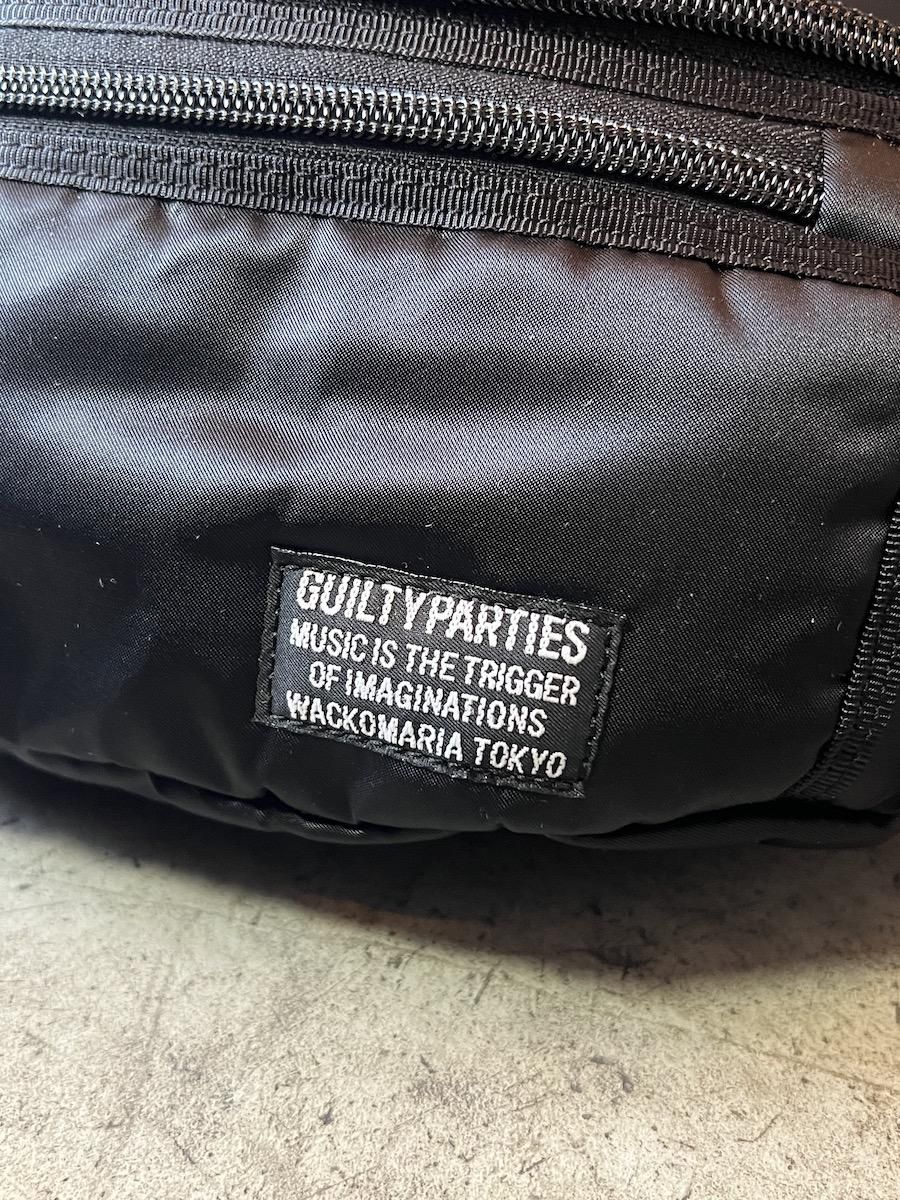 GUILTYPARTIES
MUSIC IS THE TRIGGER
OF IMAGINATIONS
WACKOMARIA TOKYO